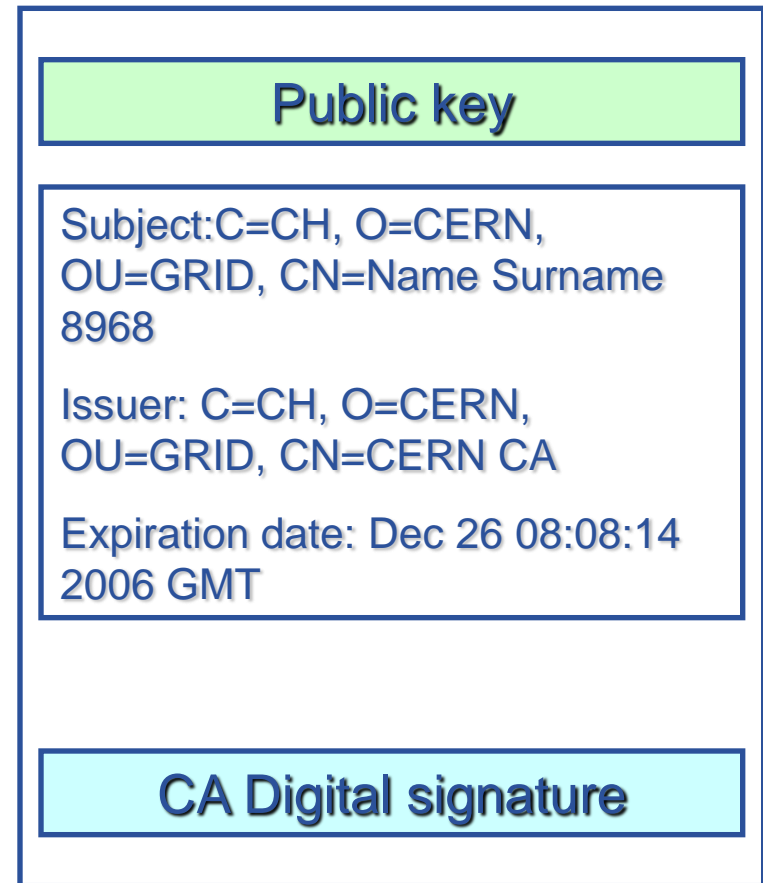 Public key
Subject:C=CH, O=CERN,
OU=GRID, CN=Name Surname
8968
Issuer: C=CH, O=CERN,
OU=GRID, CN=CERN CA
Expiration date: Dec 26 08:08:14
2006 GMT
CA Digital signature